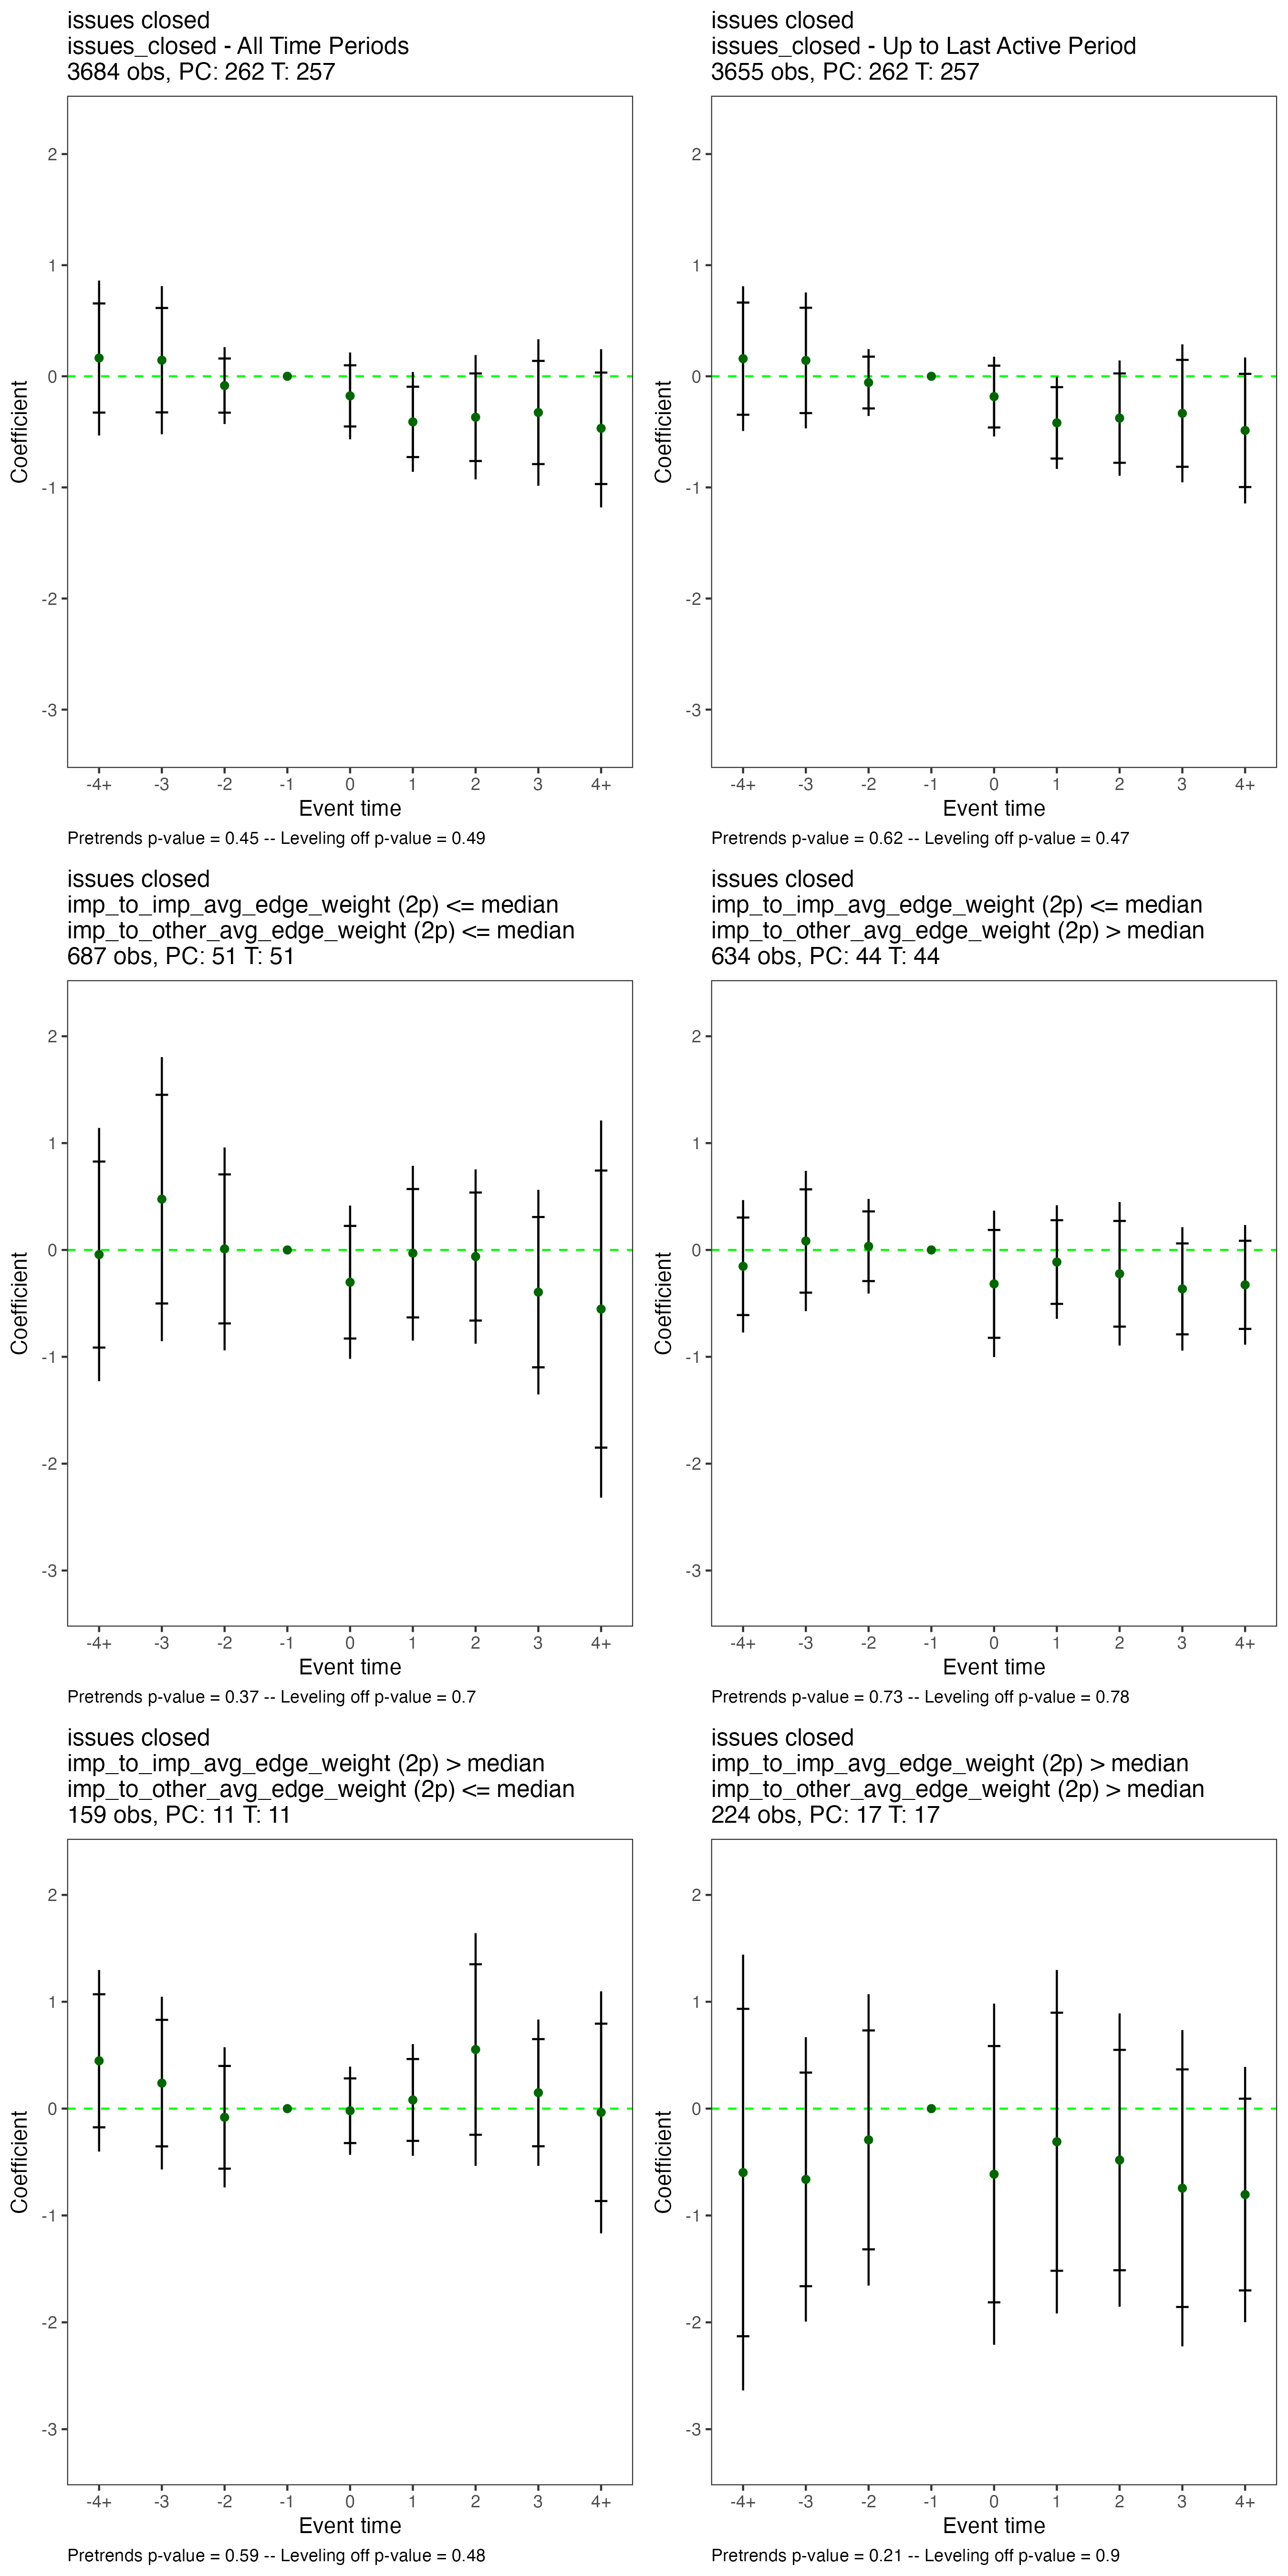 issues closed
issues_closed - All Time Periods
3684 obs, PC: 262 T: 257
2
1
0
-1
-2
-3
Coefficient
-4+ -3 -2 -1 0 1 2 3 4+
Event time
Pretrends p-value = 0.45 -- Leveling off p-value = 0.49
issues closed
issues_closed - Up to Last Active Period
3655 obs, PC: 262 T: 257
2
1
0
-1
-2
-3
Coefficient
-4+ -3 -2 -1 0 1 2 3 4+
Event time
Pretrends p-value = 0.62 -- Leveling off p-value = 0.47
issues closed
imp_to_imp_avg_edge_weight (2p) <= median
imp_to_other_avg_edge_weight (2p) <= median
687 obs, PC: 51 T: 51
2
1
0
-1
-2
-3
Coefficient
-4+ -3 -2 -1 0 1 2 3 4+
Event time
Pretrends p-value = 0.37 -- Leveling off p-value = 0.7
issues closed
imp_to_imp_avg_edge_weight (2p) <= median
imp_to_other_avg_edge_weight (2p) > median
634 obs, PC: 44 T: 44
2
1
0
-1
-2
-3
Coefficient
-4+ -3 -2 -1 0 1 2 3 4+
Event time
Pretrends p-value = 0.73 -- Leveling off p-value = 0.78
issues closed
imp_to_imp_avg_edge_weight (2p) > median
imp_to_other_avg_edge_weight (2p) <= median
159 obs, PC: 11 T: 11
2
1
0
-1
-2
-3
Coefficient
-4+ -3 -2 -1 0 1 2 3 4+
Event time
Pretrends p-value = 0.59 -- Leveling off p-value = 0.48
issues closed
imp_to_imp_avg_edge_weight (2p) > median
imp_to_other_avg_edge_weight (2p) > median
224 obs, PC: 17 T: 17
2
1
0
-1
-2
-3
Coefficient
-4+ -3 -2 -1 0 1 2 3 4+
Event time
Pretrends p-value = 0.21 -- Leveling off p-value = 0.9